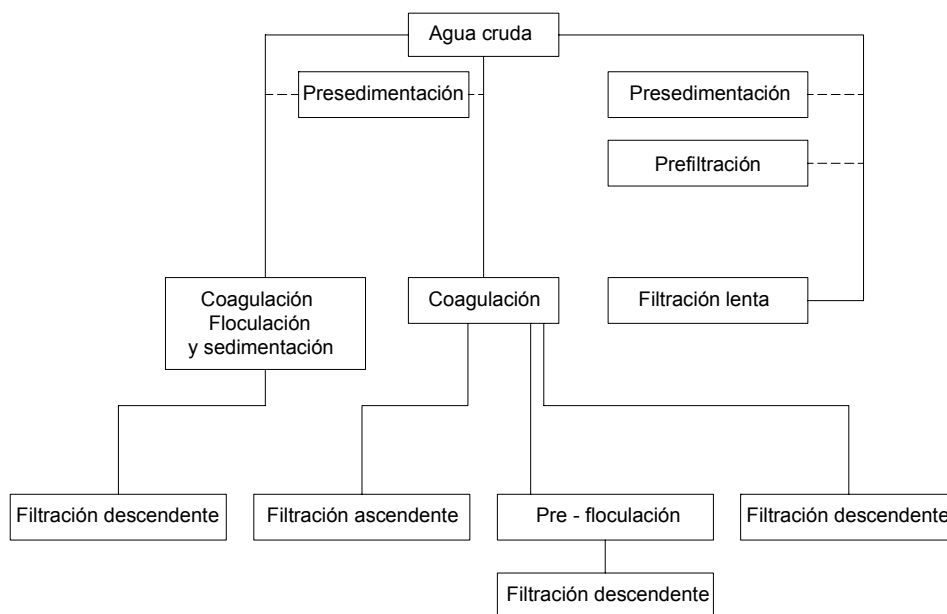 Agua cruda
Presedimentación
Presedimentación
Prefiltración
Coagulación
Floculación
y sedimentación
Coagulación
Filtración lenta
Filtración descendente
Filtración ascendente
Pre - floculación
Filtración descendente
Filtración descendente